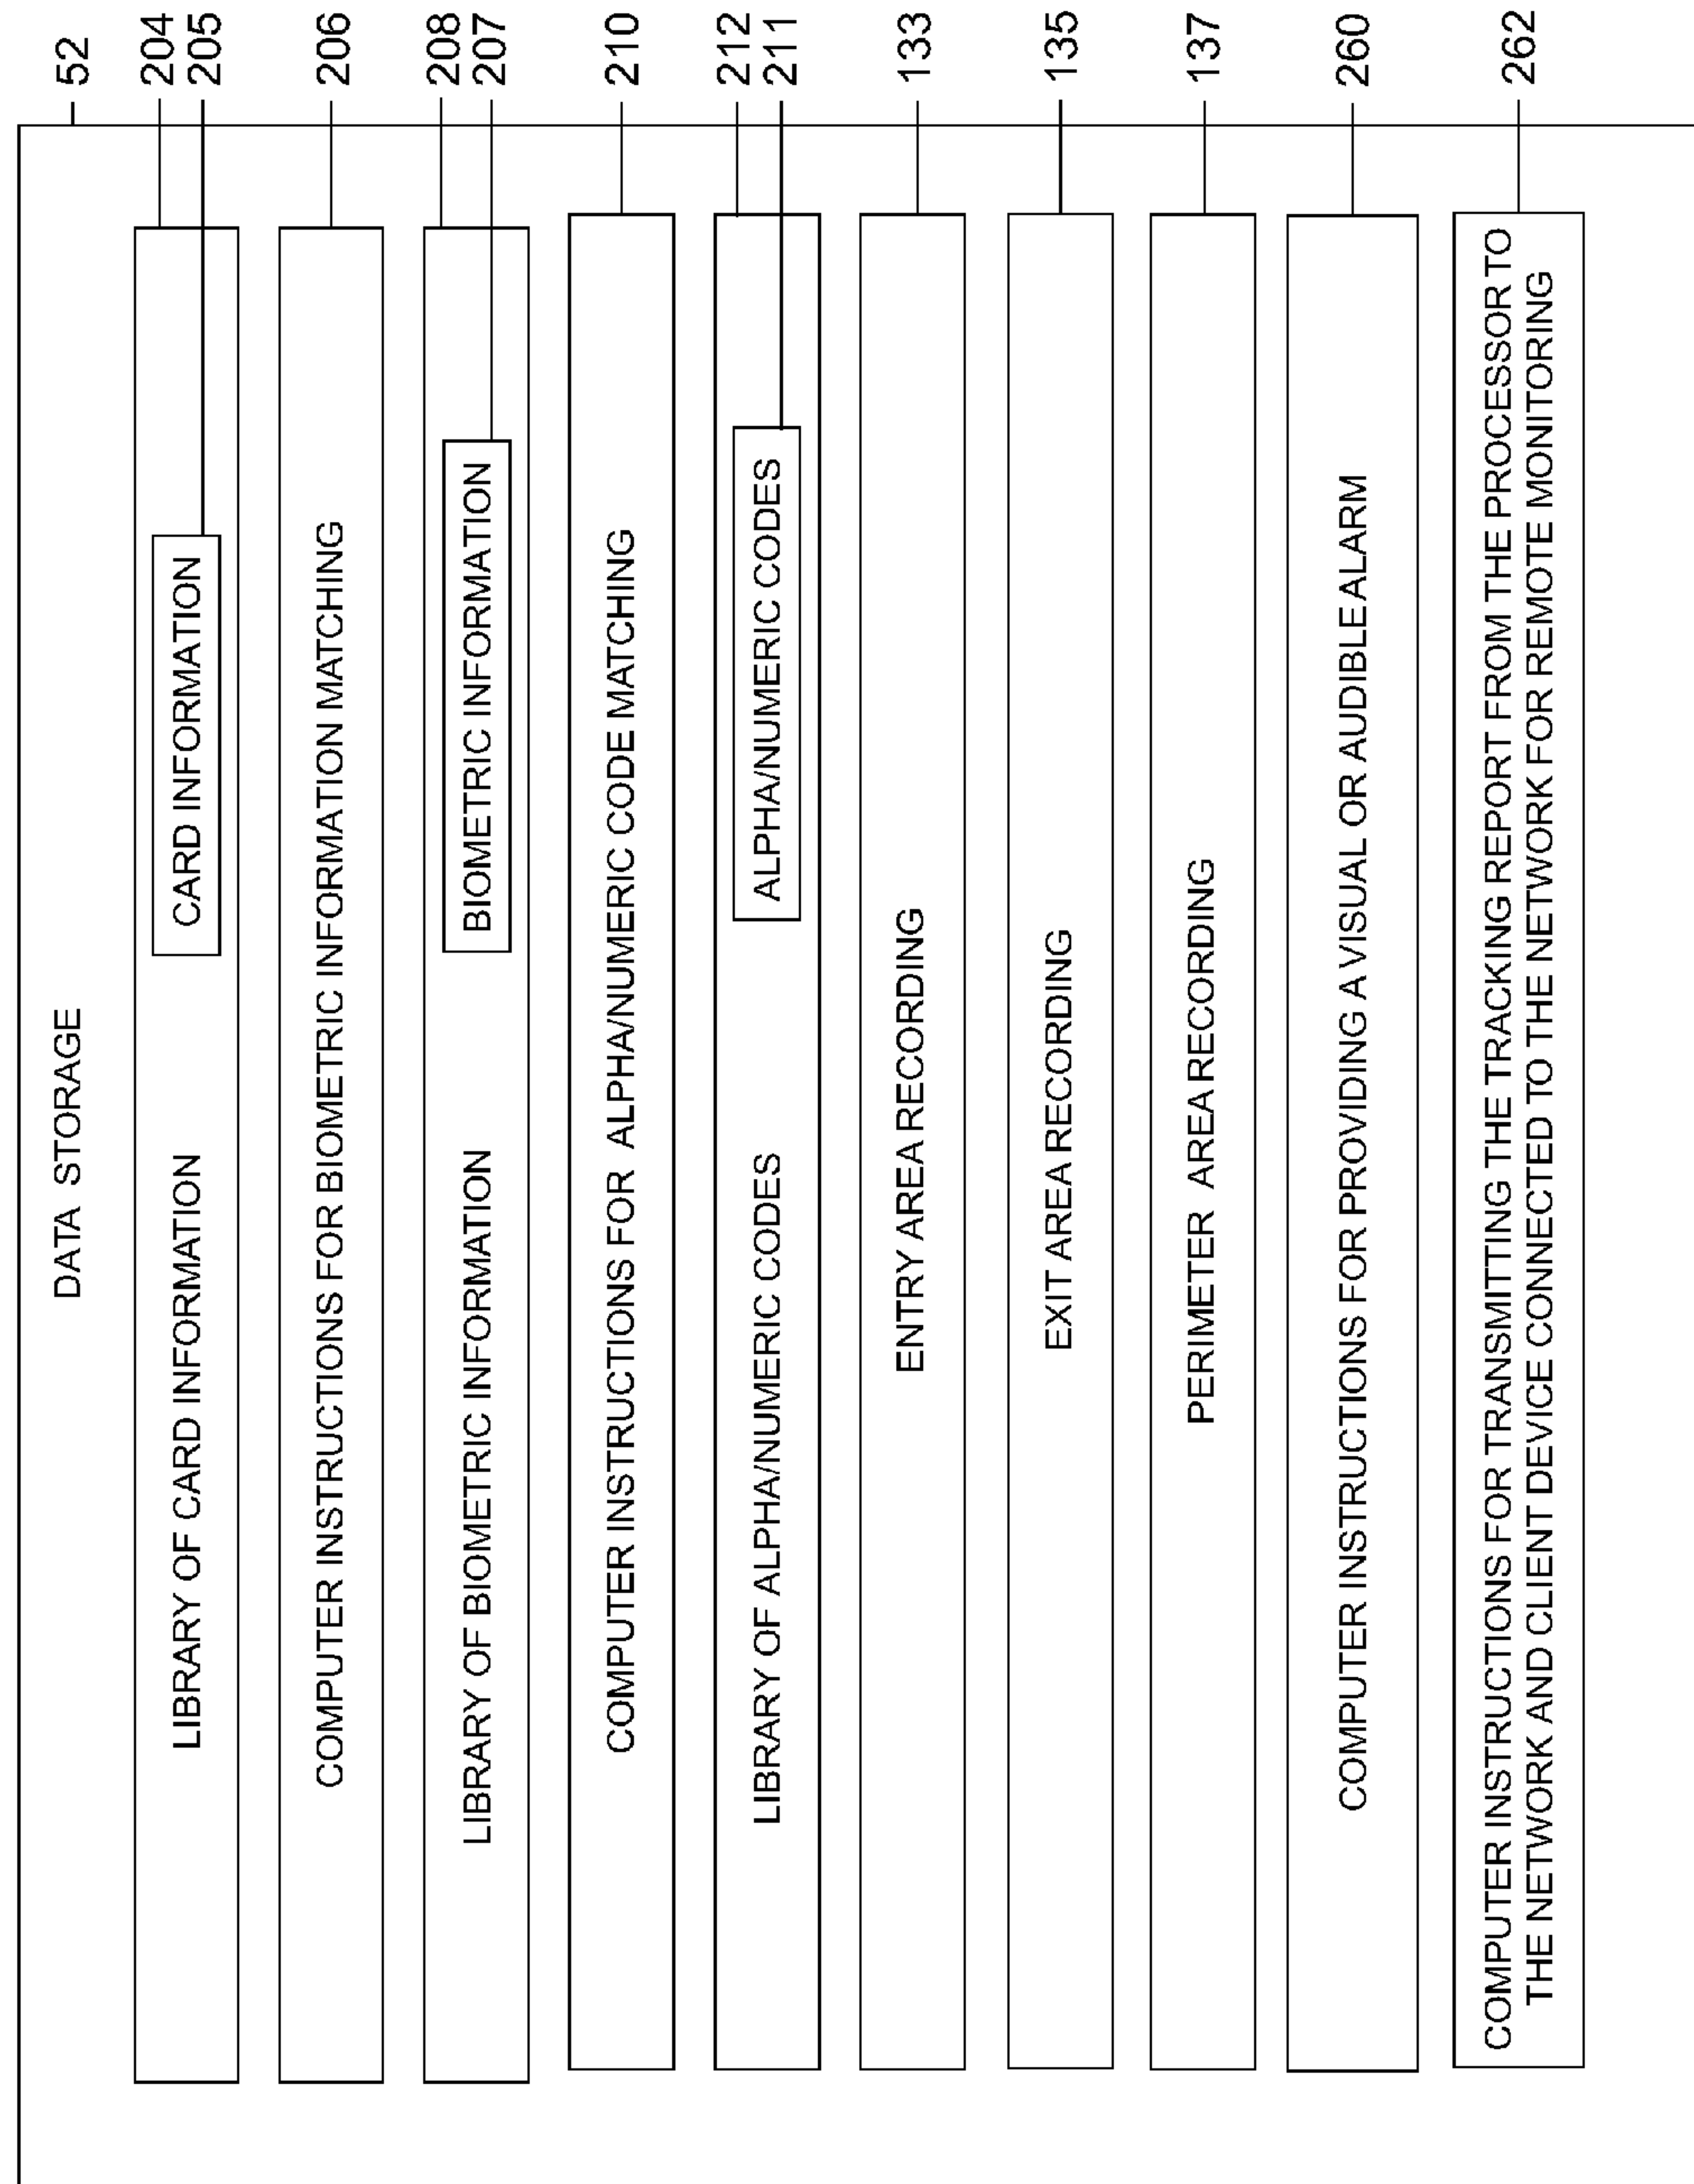 DATA STORAGE
52
LIBRARY OF CARD INFORMATION
CARD INFORMATION
204
205
COMPUTER INSTRUCTIONS FOR BIOMETRIC INFORMATION MATCHING
206
LIBRARY OF BIOMETRIC INFORMATION
BIOMETRIC INFORMATION
208
207
COMPUTER INSTRUCTIONS FOR ALPHA/NUMERIC CODE MATCHING
210
LIBRARY OF ALPHA/NUMERIC CODES
ALPHA/NUMERIC CODES
212
211
ENTRY AREA RECORDING
133
EXIT AREA RECORDING
135
PERIMETER AREA RECORDING
137
COMPUTER INSTRUCTIONS FOR PROVIDING A VISUAL OR AUDIBLE ALARM
260
COMPUTER INSTRUCTIONS FOR TRANSMITTING THE TRACKING REPORT FROM THE PROCESSOR TO
THE NETWORK AND CLIENT DEVICE CONNECTED TO THE NETWORK FOR REMOTE MONITORING
262